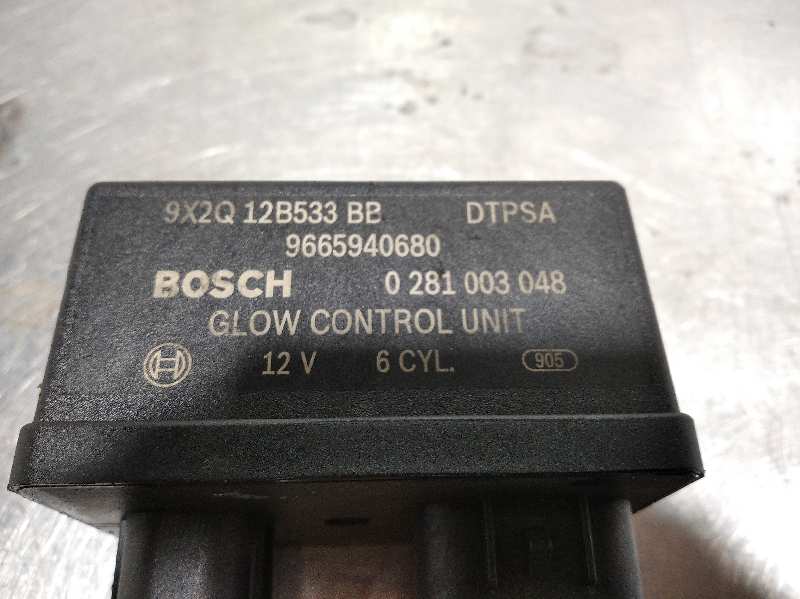 9X2Q 12B533 BB DTPSA
9665940680
BOSCH 0 281 003 048
GLOW CONTROL UNIT
12 V 6 CYL. 905